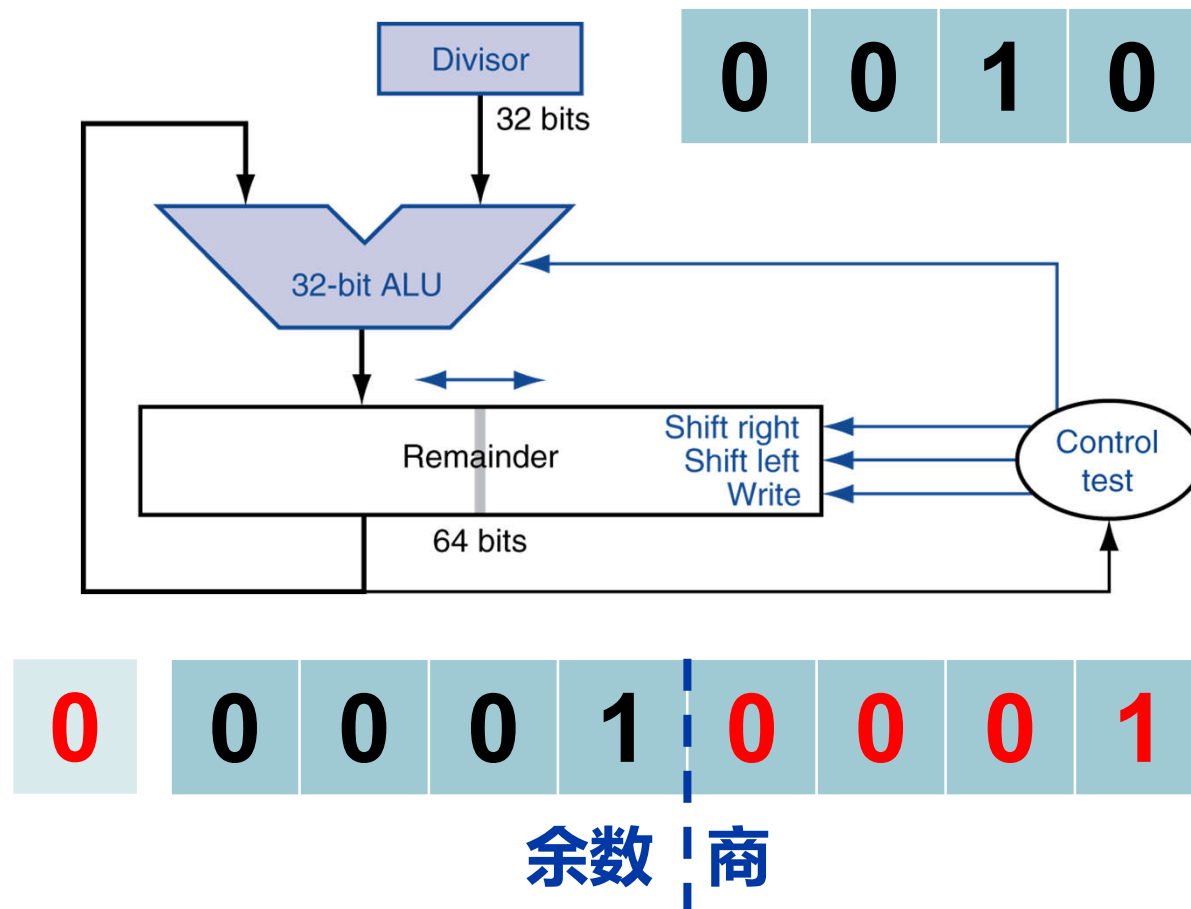 Divisor
0 0 1 0
32 bits
32-bit ALU
Remainder
Shift right
Shift left
Write
Control
test
64 bits
0 0 0 0 1 0 0 0 1
余数 商